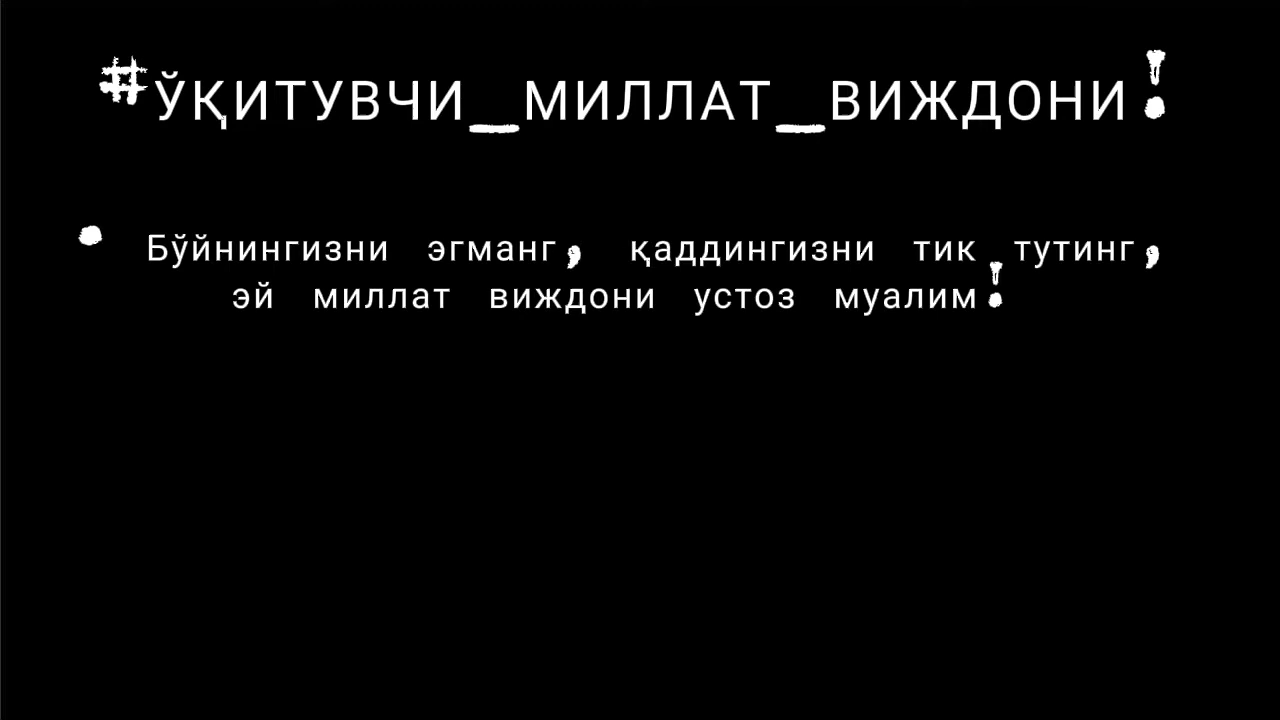 #ЎҚИТУВЧИ_МИЛЛАТ_ВИЖДОНИ!
• Бўйнингизни эгманг, қаддингизни тик тутинг,
эй миллат виждони устоз муалим!